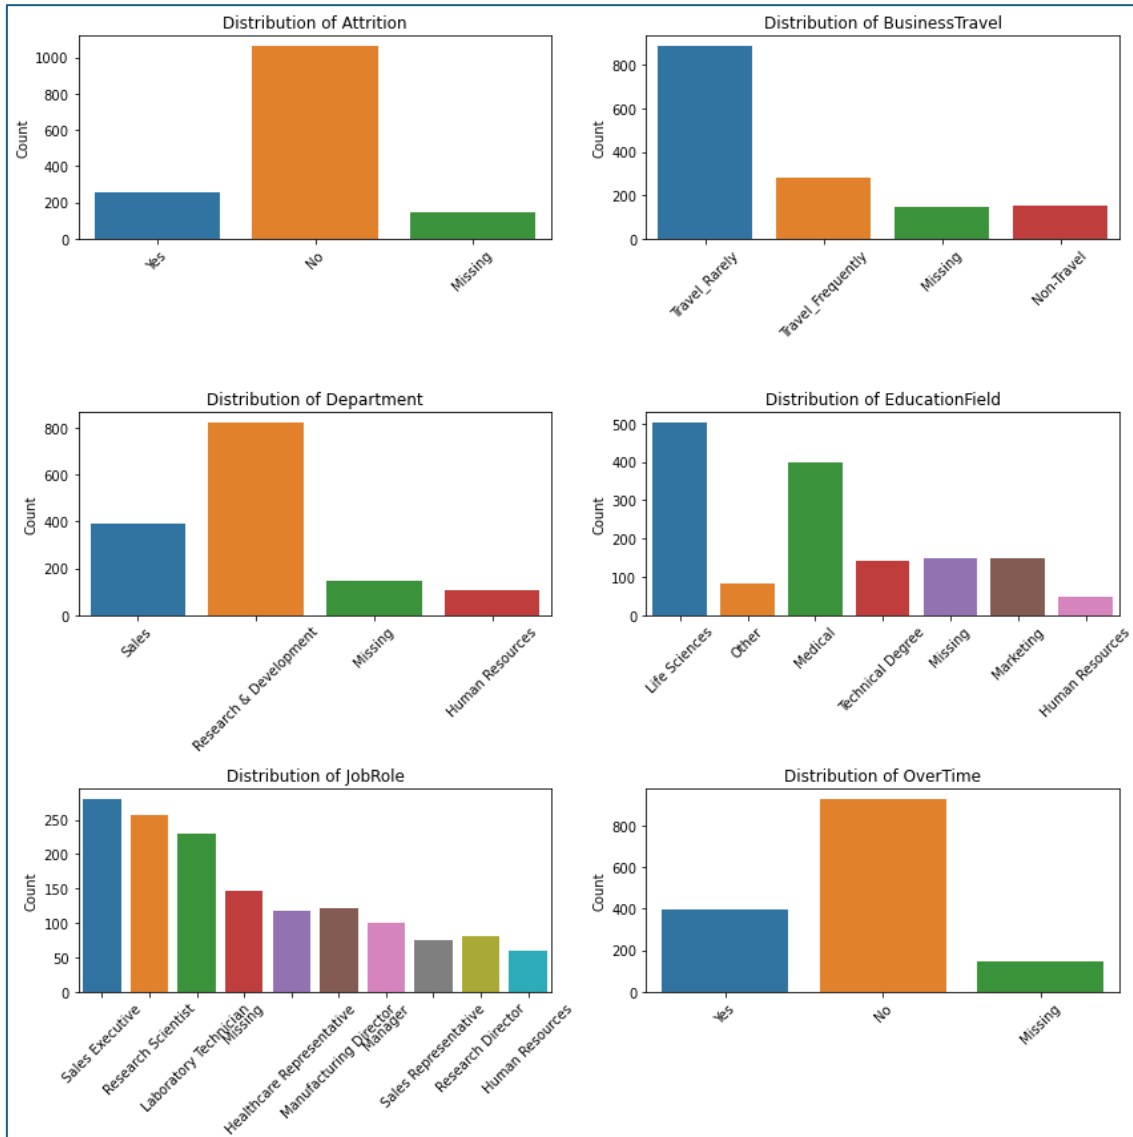 Distribution of Attrition
Count
1000
800
600
400
200
0
Yes
No
Missing
Distribution of BusinessTravel
Count
800
600
400
200
0
Travel_Rarely
Travel_Frequently
Missing
Non-Travel
Distribution of Department
Count
800
600
400
200
0
Sales
Research & Development
Missing
Human Resources
Distribution of EducationField
Count
500
400
300
200
100
0
Life Sciences
Other
Medical
Technical Degree
Missing
Marketing
Human Resources
Distribution of JobRole
Count
250
200
150
100
50
0
Sales Executive
Research Scientist
Laboratory Technician
Missing
Healthcare Representative
Manufacturing Director
Manager
Sales Representative
Research Director
Human Resources
Distribution of OverTime
Count
800
600
400
200
0
Yes
No
Missing